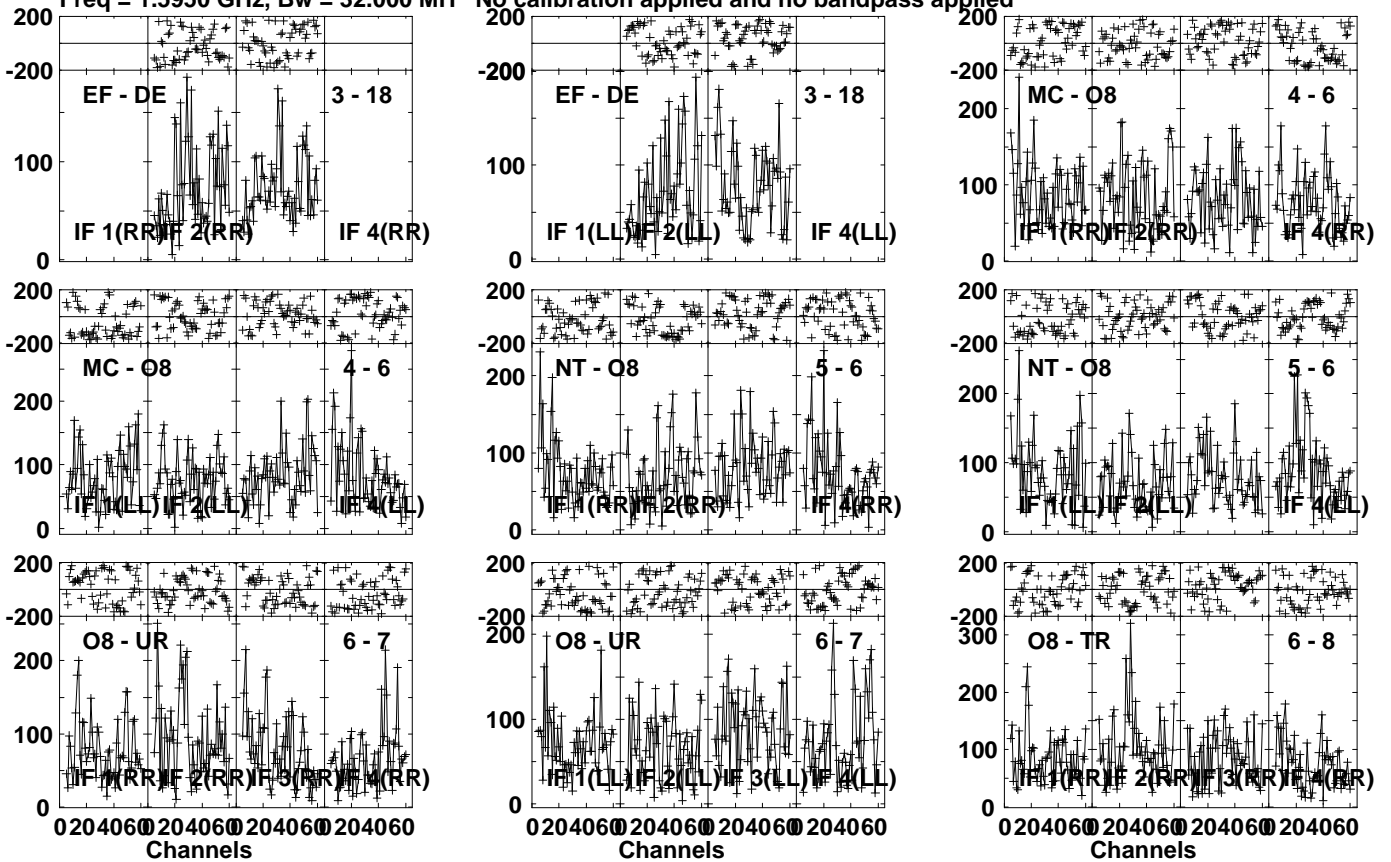 Freq = 1.5950 GHz, Bw = 32.000 MH No calibration applied and no bandpass applied
200
-200
EF - DE
3 - 18
100
0
IF 1(RR)
IF 2(RR)
IF 4(RR)
200
-200
EF - DE
3 - 18
100
0
IF 1(LL)
IF 2(LL)
IF 4(LL)
200
-200
MC - O8
4 - 6
200
100
0
IF 1(RR)
IF 2(RR)
IF 4(RR)
200
-200
MC - O8
4 - 6
200
100
0
IF 1(LL)
IF 2(LL)
IF 4(LL)
200
-200
NT - O8
5 - 6
200
100
0
IF 1(RR)
IF 2(RR)
IF 4(RR)
200
-200
NT - O8
5 - 6
200
100
0
IF 1(LL)
IF 2(LL)
IF 4(LL)
200
-200
O8 - UR
6 - 7
200
100
0
IF 1(RR)
IF 2(RR)
IF 3(RR)
IF 4(RR)
0 20 40 60 0 20 40 60 0 20 40 60 0 20 40 60
Channels
200
-200
O8 - UR
6 - 7
200
100
0
IF 1(LL)
IF 2(LL)
IF 3(LL)
IF 4(LL)
0 20 40 60 0 20 40 60 0 20 40 60 0 20 40 60
Channels
200
-200
O8 - TR
6 - 8
300
200
100
0
IF 1(RR)
IF 2(RR)
IF 3(RR)
IF 4(RR)
0 20 40 60 0 20 40 60 0 20 40 60 0 20 40 60
Channels